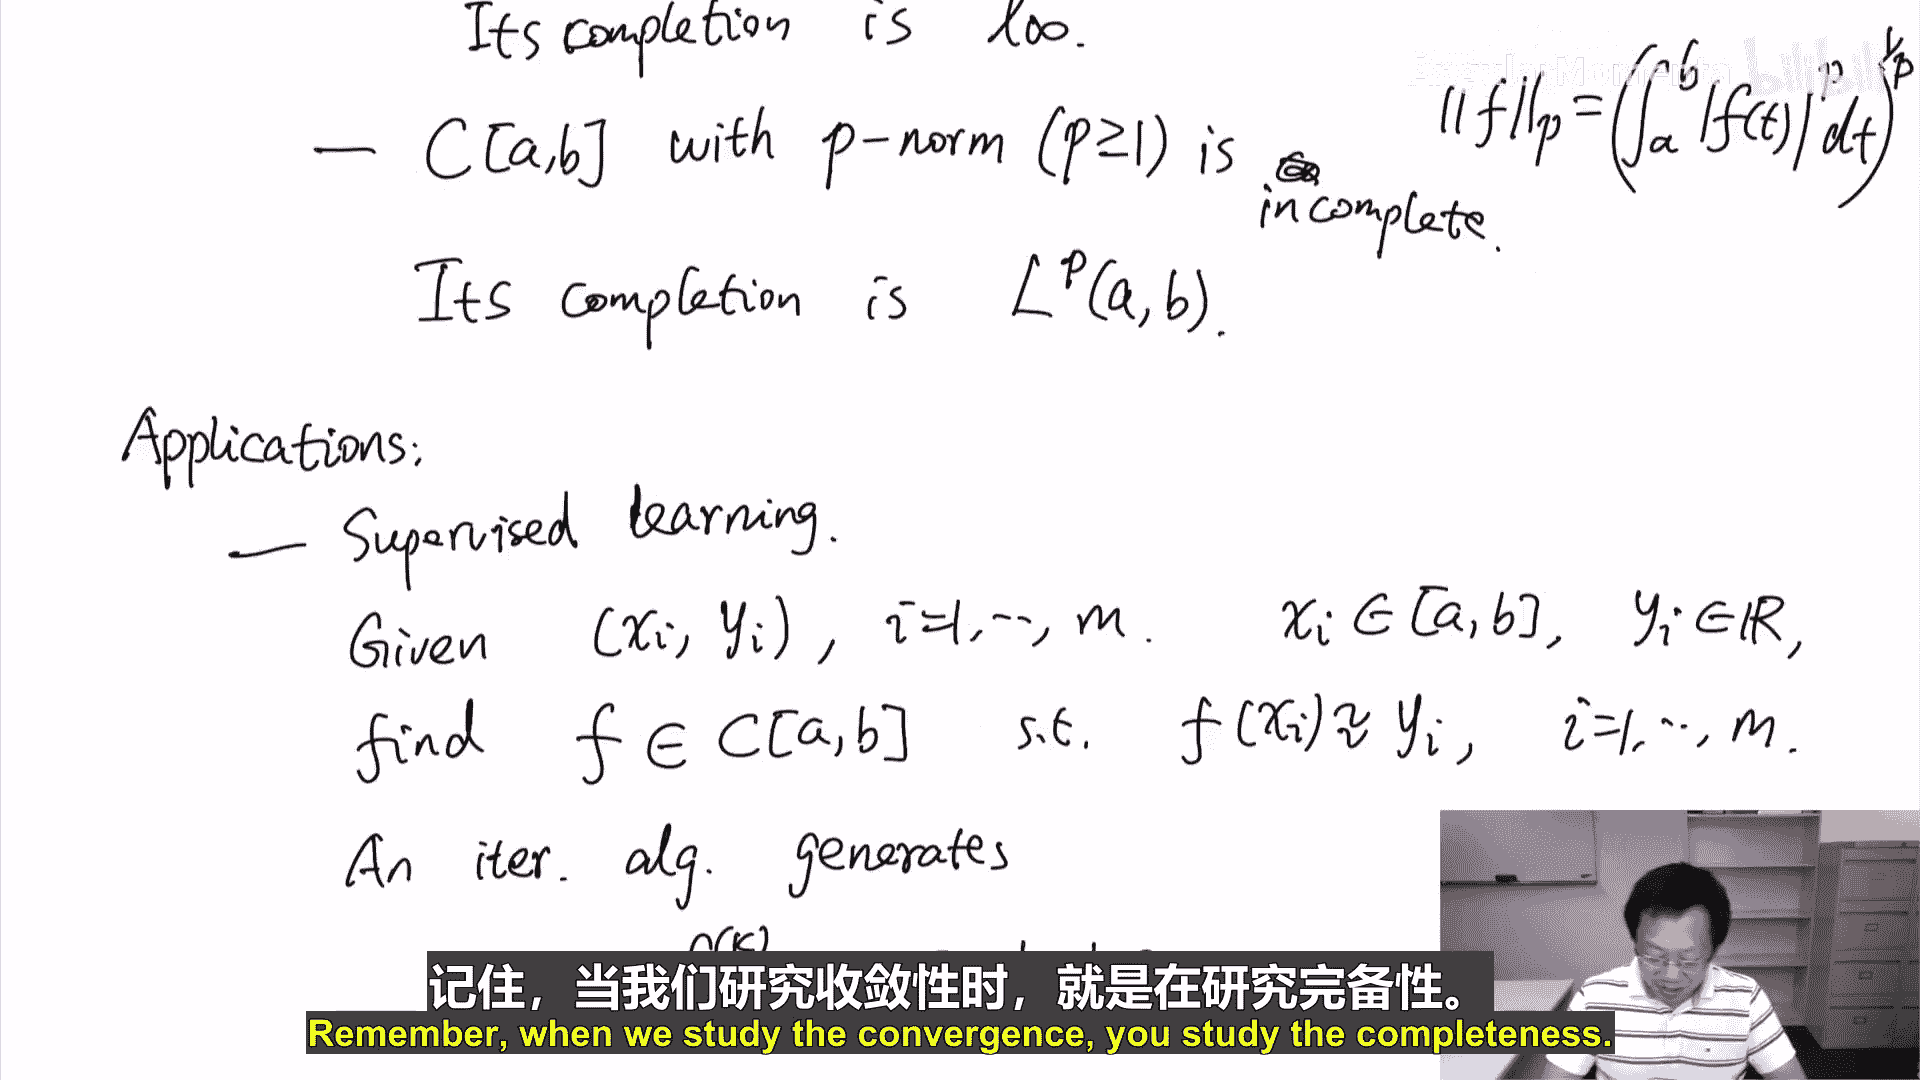 Its completion is l∞.
— C[a,b] with p-norm (p≥1) is incomplete.
‖f‖p = (∫_a^b |f(t)|^p dt)^{1/p}
Its completion is L^p(a,b).
Applications:
— Supervised learning.
Given (xi, yi), i=1,…, m. xi ∈ [a,b], yi ∈ ℝ,
find f ∈ C[a,b] s.t. f(xi) ≈ yi, i=1,…, m.
An iter. alg. generates
记住，当我们研究收敛性时，就是在研究完备性。
Remember, when we study the convergence, you study the completeness.
bilibili